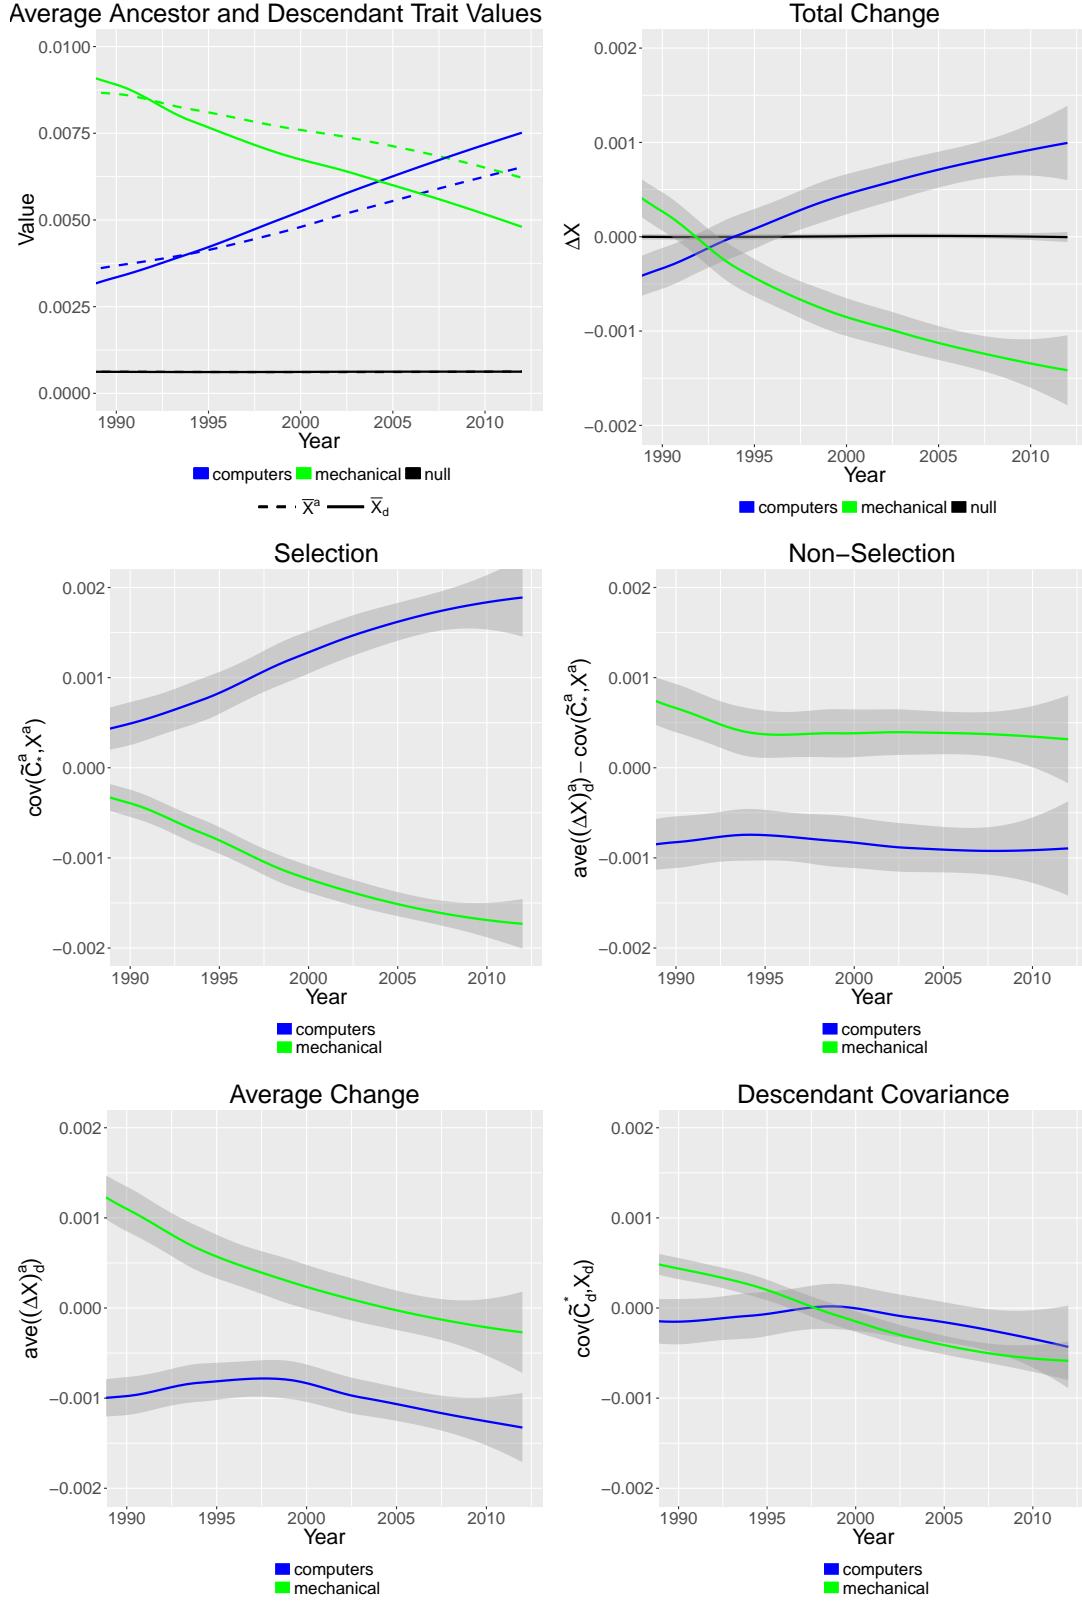 Average Ancestor and Descendant Trait Values
Value
0.0100
0.0075
0.0050
0.0025
0.0000
1990 1995 2000 2005 2010
Year
computers mechanical null
X̅ᵃ X̅d
Total Change
ΔX
0.002
0.001
0.000
−0.001
−0.002
1990 1995 2000 2005 2010
Year
computers mechanical null
Selection
cov(C̃*ᵃ,Xᵃ)
0.002
0.001
0.000
−0.001
−0.002
1990 1995 2000 2005 2010
Year
computers
mechanical
Non−Selection
ave((ΔX)dᵃ) − cov(C̃*ᵃ,Xᵃ)
0.002
0.001
0.000
−0.001
−0.002
1990 1995 2000 2005 2010
Year
computers
mechanical
Average Change
ave((ΔX)dᵃ)
0.002
0.001
0.000
−0.001
−0.002
1990 1995 2000 2005 2010
Year
computers
mechanical
Descendant Covariance
cov(C̃d*,Xd)
0.002
0.001
0.000
−0.001
−0.002
1990 1995 2000 2005 2010
Year
computers
mechanical